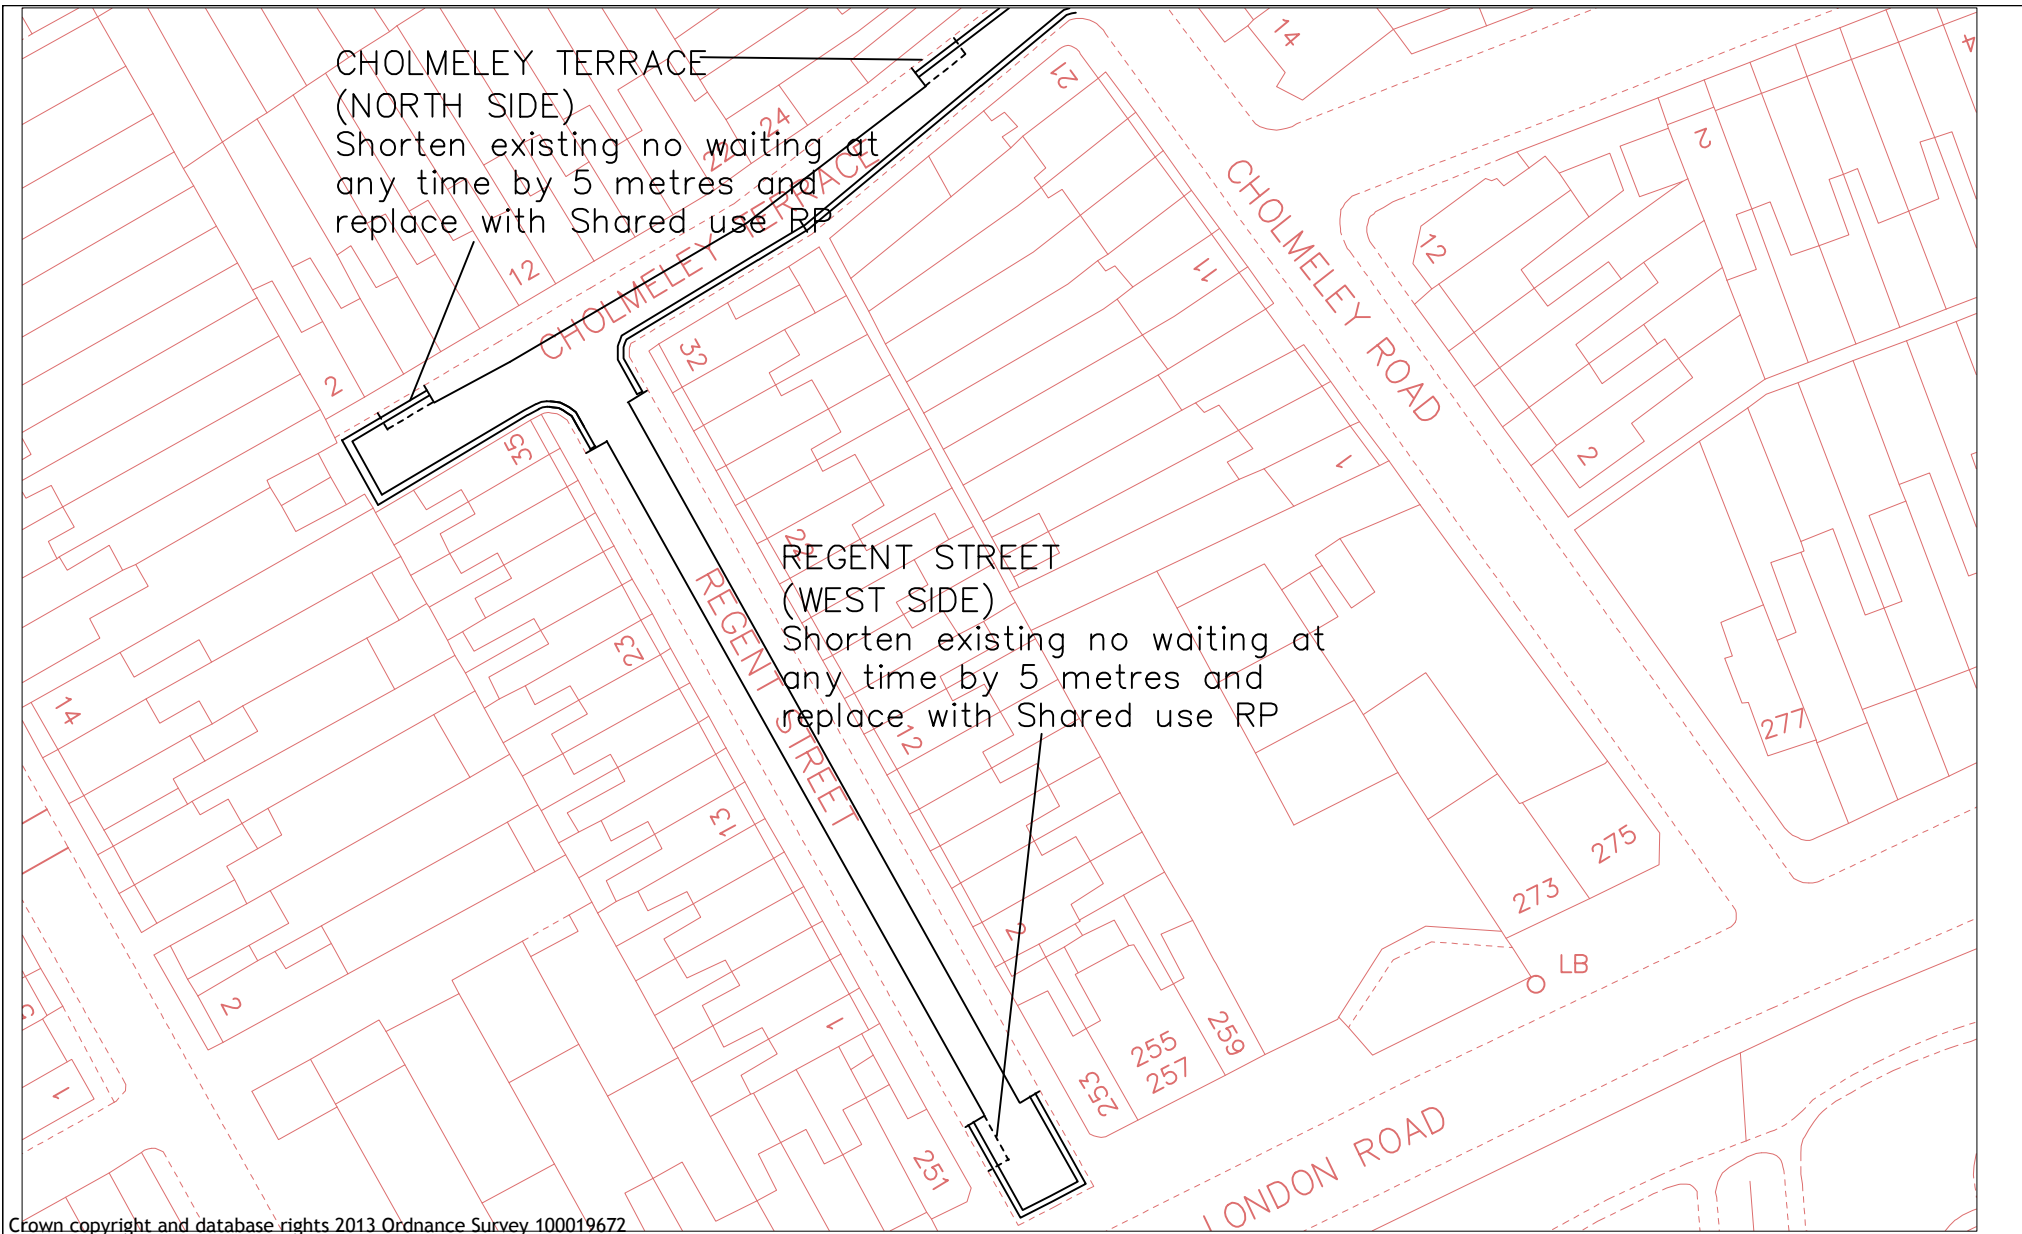 CHOLMELEY TERRACE
(NORTH SIDE)
Shorten existing no waiting at
any time by 5 metres and
replace with Shared use RP
14
4
21
24
22
CHOLMELEY TERRACE
12
2
32
35
CHOLMELEY ROAD
2
12
11
2
1
REGENT STREET
(WEST SIDE)
Shorten existing no waiting at
any time by 5 metres and
replace with Shared use RP
REGENT STREET
23
14
12
13
277
275
273
LB
2
2
1
259
255
257
253
251
5
1
LONDON ROAD
Crown copyright and database rights 2013 Ordnance Survey 100019672